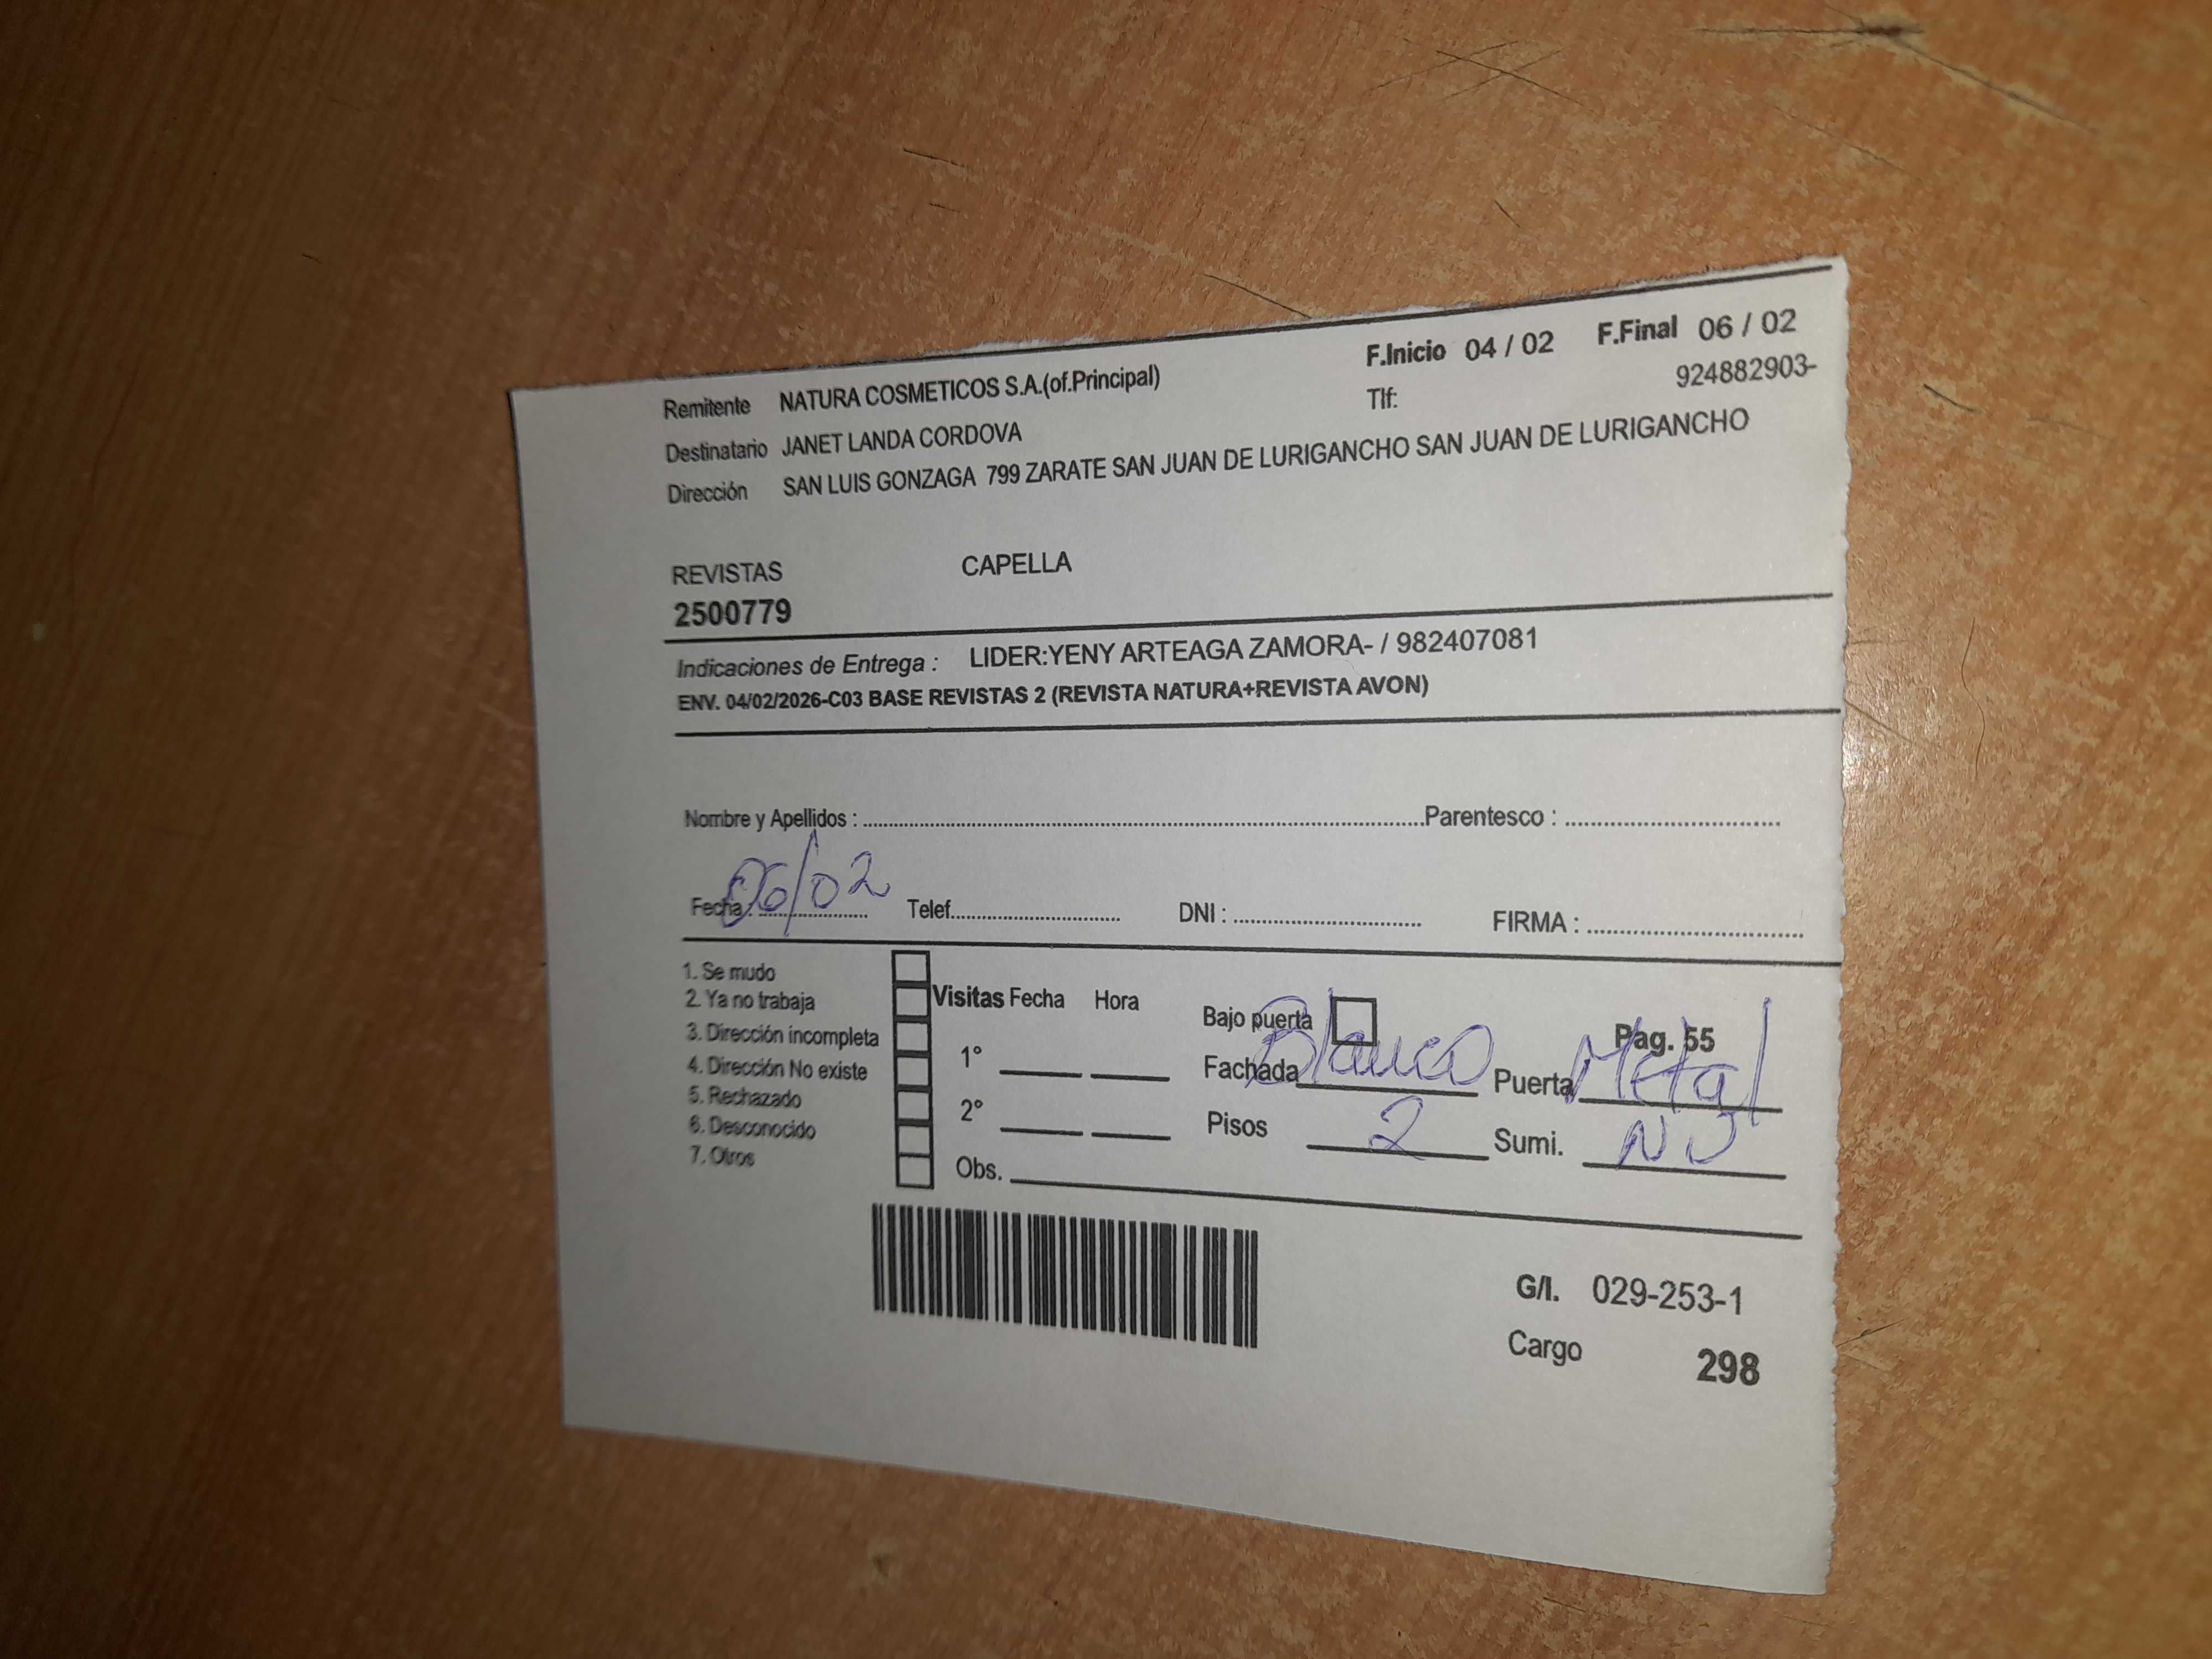 F.Inicio 04 / 02 F.Final 06 / 02
Remitente NATURA COSMETICOS S.A.(of.Principal) Tlf: 924882903-
Destinatario JANET LANDA CORDOVA
Dirección SAN LUIS GONZAGA 799 ZARATE SAN JUAN DE LURIGANCHO SAN JUAN DE LURIGANCHO
REVISTAS CAPELLA
2500779
Indicaciones de Entrega : LIDER:YENY ARTEAGA ZAMORA- / 982407081
ENV. 04/02/2026-C03 BASE REVISTAS 2 (REVISTA NATURA+REVISTA AVON)
Nombre y Apellidos : Parentesco :
Fecha: 06/02 Telef. DNI : FIRMA :
1. Se mudo
2. Ya no trabaja
3. Dirección incompleta
4. Dirección No existe
5. Rechazado
6. Desconocido
7. Otros
Visitas Fecha Hora
1°
2°
Obs.
Bajo puerta Pag. 55
Fachada Blanco Puerta Metal
Pisos 2 Sumi.
G/I. 029-253-1
Cargo 298